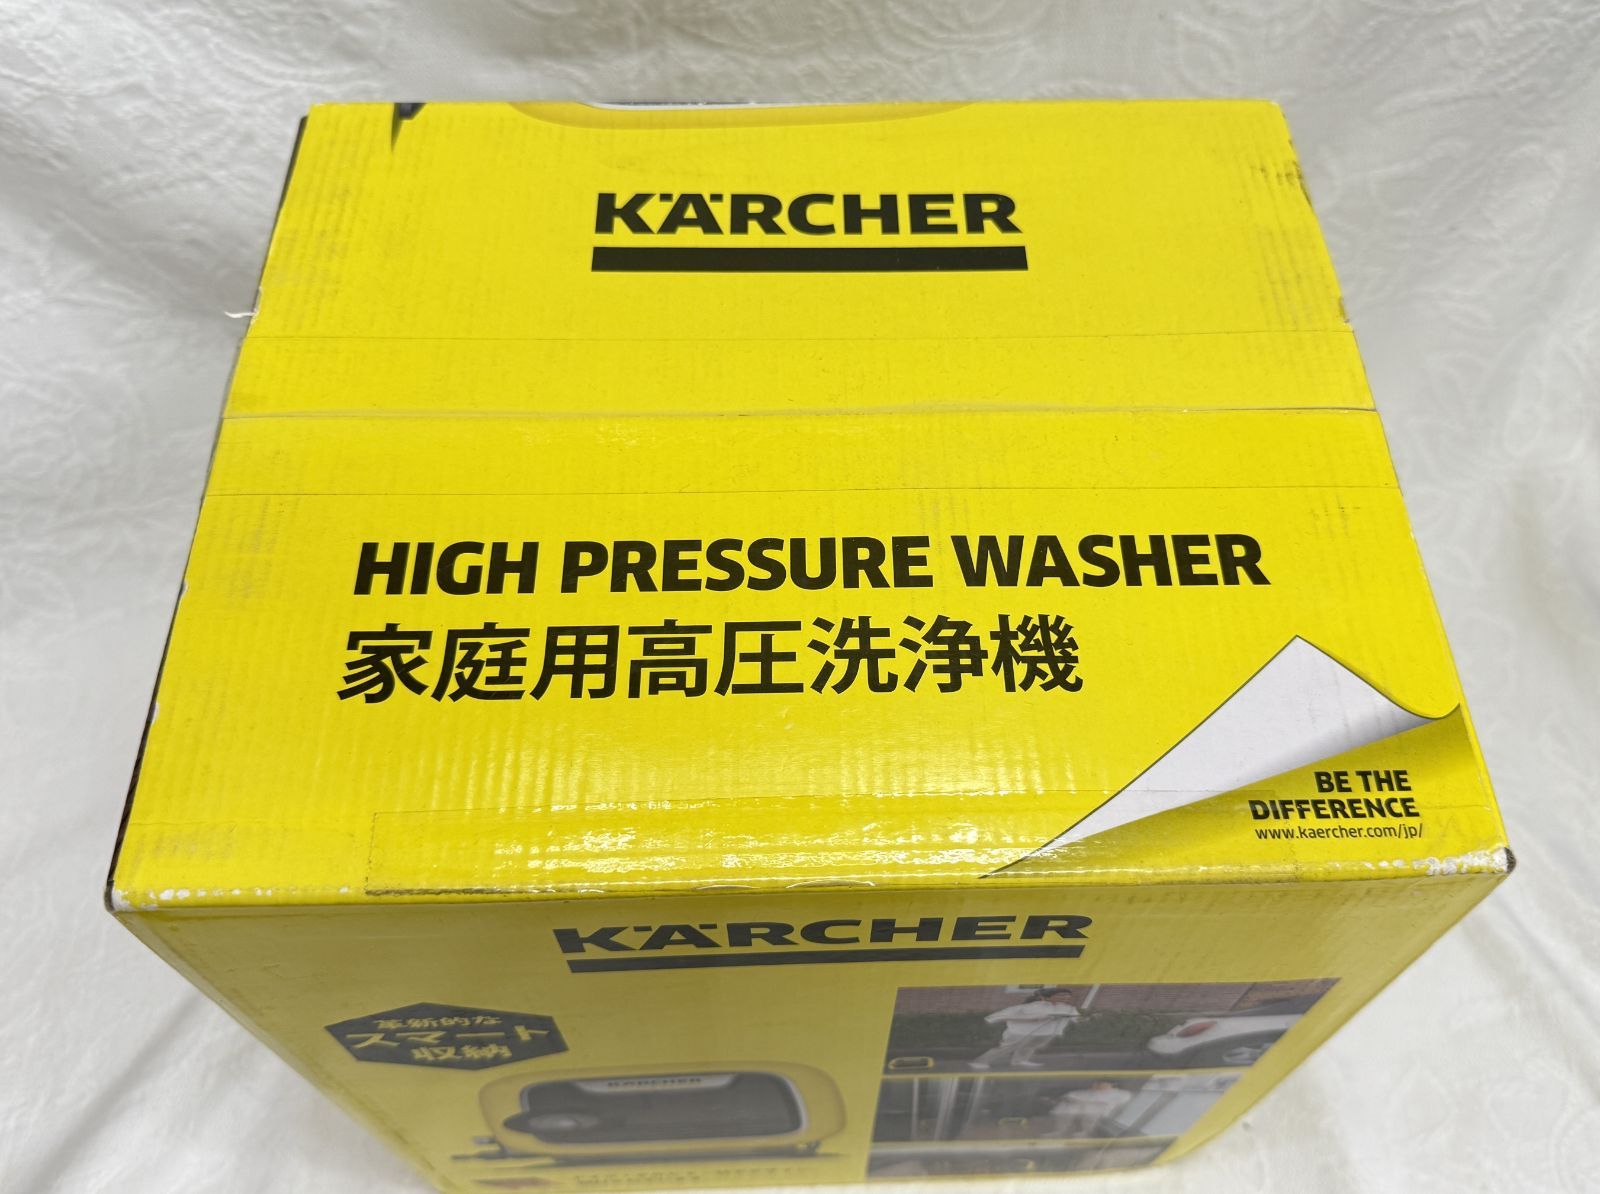 KÄRCHER
HIGH PRESSURE WASHER
家庭用高圧洗浄機
BE THE
DIFFERENCE
www.kaercher.com/jp/
KÄRCHER
革新的な
スマート
収納
KÄRCHER